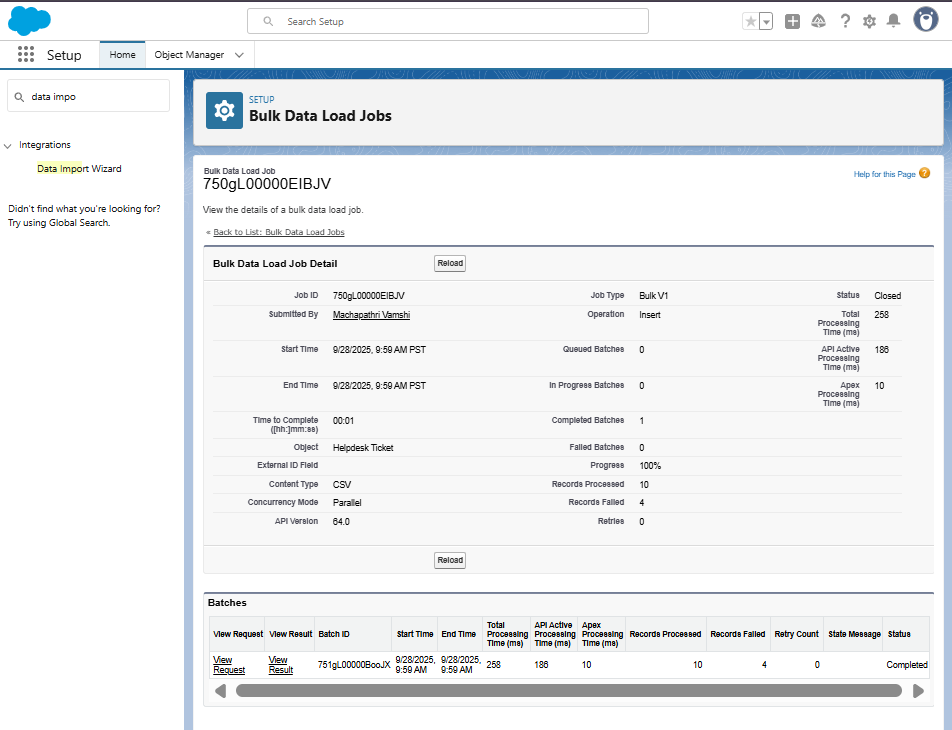 Search Setup
Setup
Home
Object Manager
data impo
Integrations
Data Import Wizard
Didn't find what you're looking for?
Try using Global Search.
SETUP
Bulk Data Load Jobs
Bulk Data Load Job
750gL00000EIBJV
Help for this Page
View the details of a bulk data load job.
« Back to List: Bulk Data Load Jobs
Bulk Data Load Job Detail
Reload
Job ID 750gL00000EIBJV Job Type Bulk V1 Status Closed
Submitted By Machapathri Vamshi Operation Insert Total Processing Time (ms) 258
Start Time 9/28/2025, 9:59 AM PST Queued Batches 0 API Active Processing Time (ms) 186
End Time 9/28/2025, 9:59 AM PST In Progress Batches 0 Apex Processing Time (ms) 10
Time to Complete ([hh:]mm:ss) 00:01 Completed Batches 1
Object Helpdesk Ticket Failed Batches 0
External ID Field Progress 100%
Content Type CSV Records Processed 10
Concurrency Mode Parallel Records Failed 4
API Version 64.0 Retries 0
Reload
Batches
View Request View Result Batch ID Start Time End Time Total Processing Time (ms) API Active Processing Time (ms) Apex Processing Time (ms) Records Processed Records Failed Retry Count State Message Status
View Request View Result 751gL00000BooJX 9/28/2025, 9:59 AM 9/28/2025, 9:59 AM 258 186 10 10 4 0 Completed